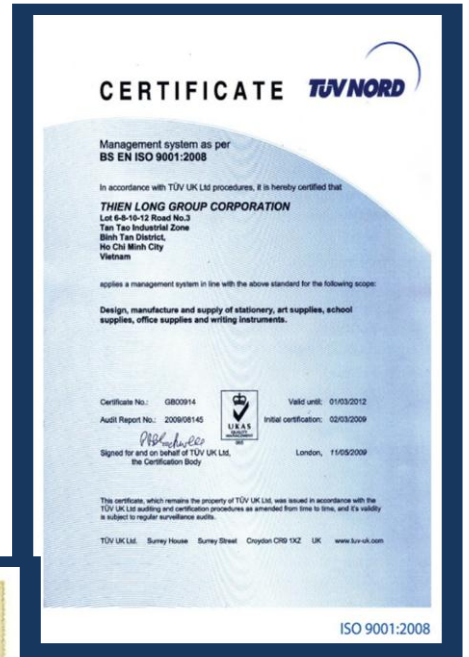 CERTIFICATE TÜV NORD
Management system as per
BS EN ISO 9001:2008
In accordance with TÜV UK Ltd procedures, it is hereby certified that
THIEN LONG GROUP CORPORATION
Lot 6-8-10-12 Road No.3
Tan Tao Industrial Zone
Binh Tan District,
Ho Chi Minh City
Vietnam
applies a management system in line with the above standard for the following scope:
Design, manufacture and supply of stationery, art supplies, school
supplies, office supplies and writing instruments.
Certificate No.: GB00914 Valid until: 01/03/2012
Audit Report No.: 2009/08145 Initial certification: 02/03/2009
UKAS
QUALITY
MANAGEMENT
Signed for and on behalf of TÜV UK Ltd, London, 11/05/2009
the Certification Body
This certificate, which remains the property of TÜV UK Ltd, was issued in accordance with the
TÜV UK Ltd auditing and certification procedures as amended from time to time, and it's validity
is subject to regular surveillance audits.
TÜV UK Ltd. Surrey House Surrey Street Croydon CR9 1XZ UK www.tuv-uk.com
ISO 9001:2008